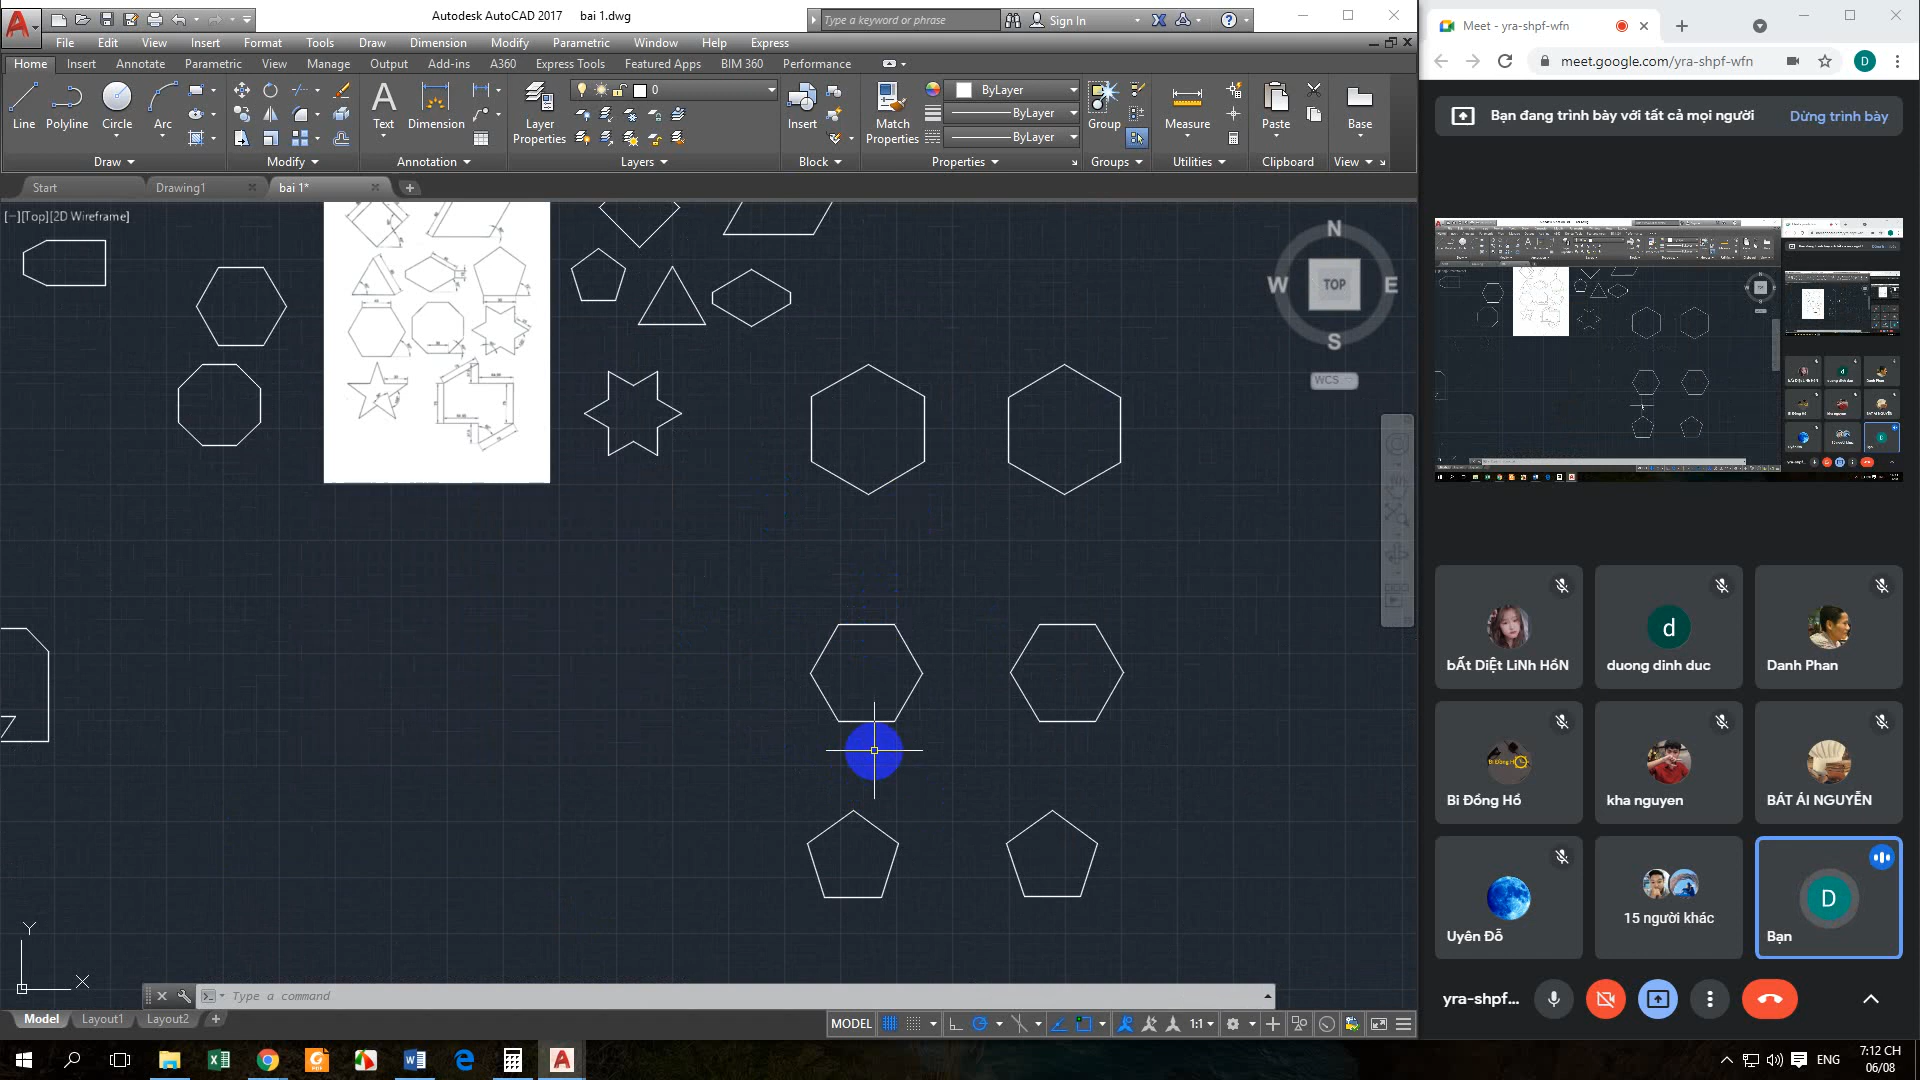 Autodesk AutoCAD 2017 bai 1.dwg
Type a keyword or phrase
Sign In
File Edit View Insert Format Tools Draw Dimension Modify Parametric Window Help Express
Home Insert Annotate Parametric View Manage Output Add-ins A360 Express Tools Featured Apps BIM 360 Performance
0
ByLayer
ByLayer
ByLayer
Line Polyline Circle Arc
Text Dimension
Layer Properties
Insert
Match Properties
Group
Measure
Paste
Base
Draw Modify Annotation Layers Block Properties Groups Utilities Clipboard View
Start Drawing1 bai 1*
[−][Top][2D Wireframe]
N
W TOP E
S
WCS
Y
X
Type a command
Model Layout1 Layout2
MODEL 1:1
Meet - yra-shpf-wfn
meet.google.com/yra-shpf-wfn
D
Bạn đang trình bày với tất cả mọi người
Dừng trình bày
bẤt DiỆt LiNh HồN
d
duong dinh duc
Danh Phan
Bi Đồng Hồ
kha nguyen
BÁT ÁI NGUYỄN
Uyên Đỗ
15 người khác
D
Bạn
yra-shpf...
ENG
7:12 CH
06/08